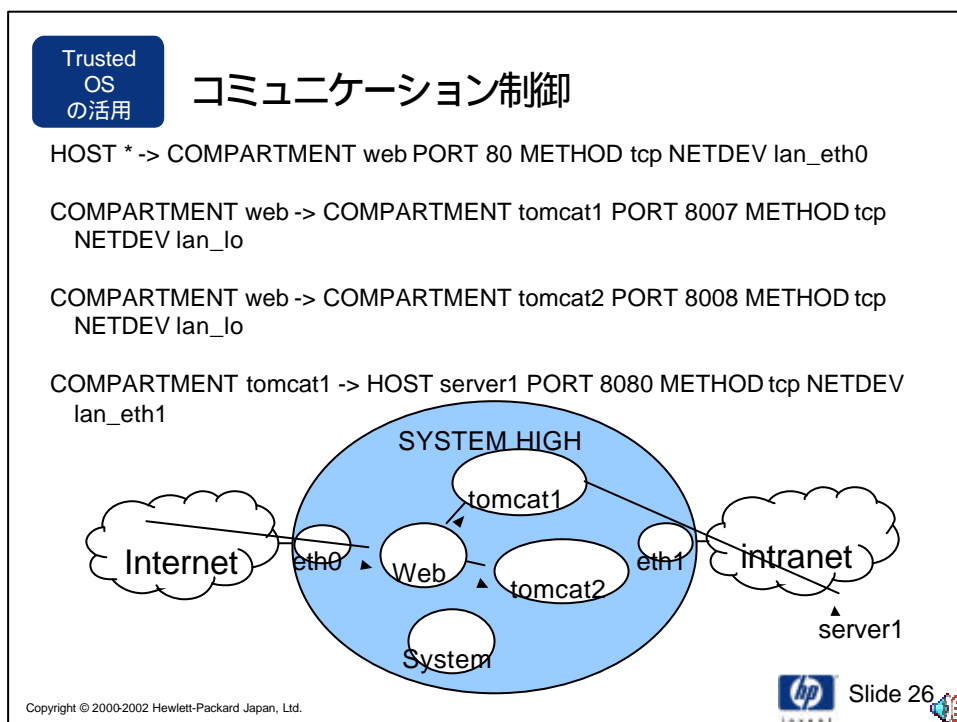 Trusted
OS
の活用
コミュニケーション制御
HOST * -> COMPARTMENT web PORT 80 METHOD tcp NETDEV lan_eth0
COMPARTMENT web -> COMPARTMENT tomcat1 PORT 8007 METHOD tcp
NETDEV lan_lo
COMPARTMENT web -> COMPARTMENT tomcat2 PORT 8008 METHOD tcp
NETDEV lan_lo
COMPARTMENT tomcat1 -> HOST server1 PORT 8080 METHOD tcp NETDEV
lan_eth1
SYSTEM HIGH
tomcat1
Internet
eth0
Web
eth1
intranet
tomcat2
server1
System
hp
invent
Slide 26
Copyright © 2000-2002 Hewlett-Packard Japan, Ltd.